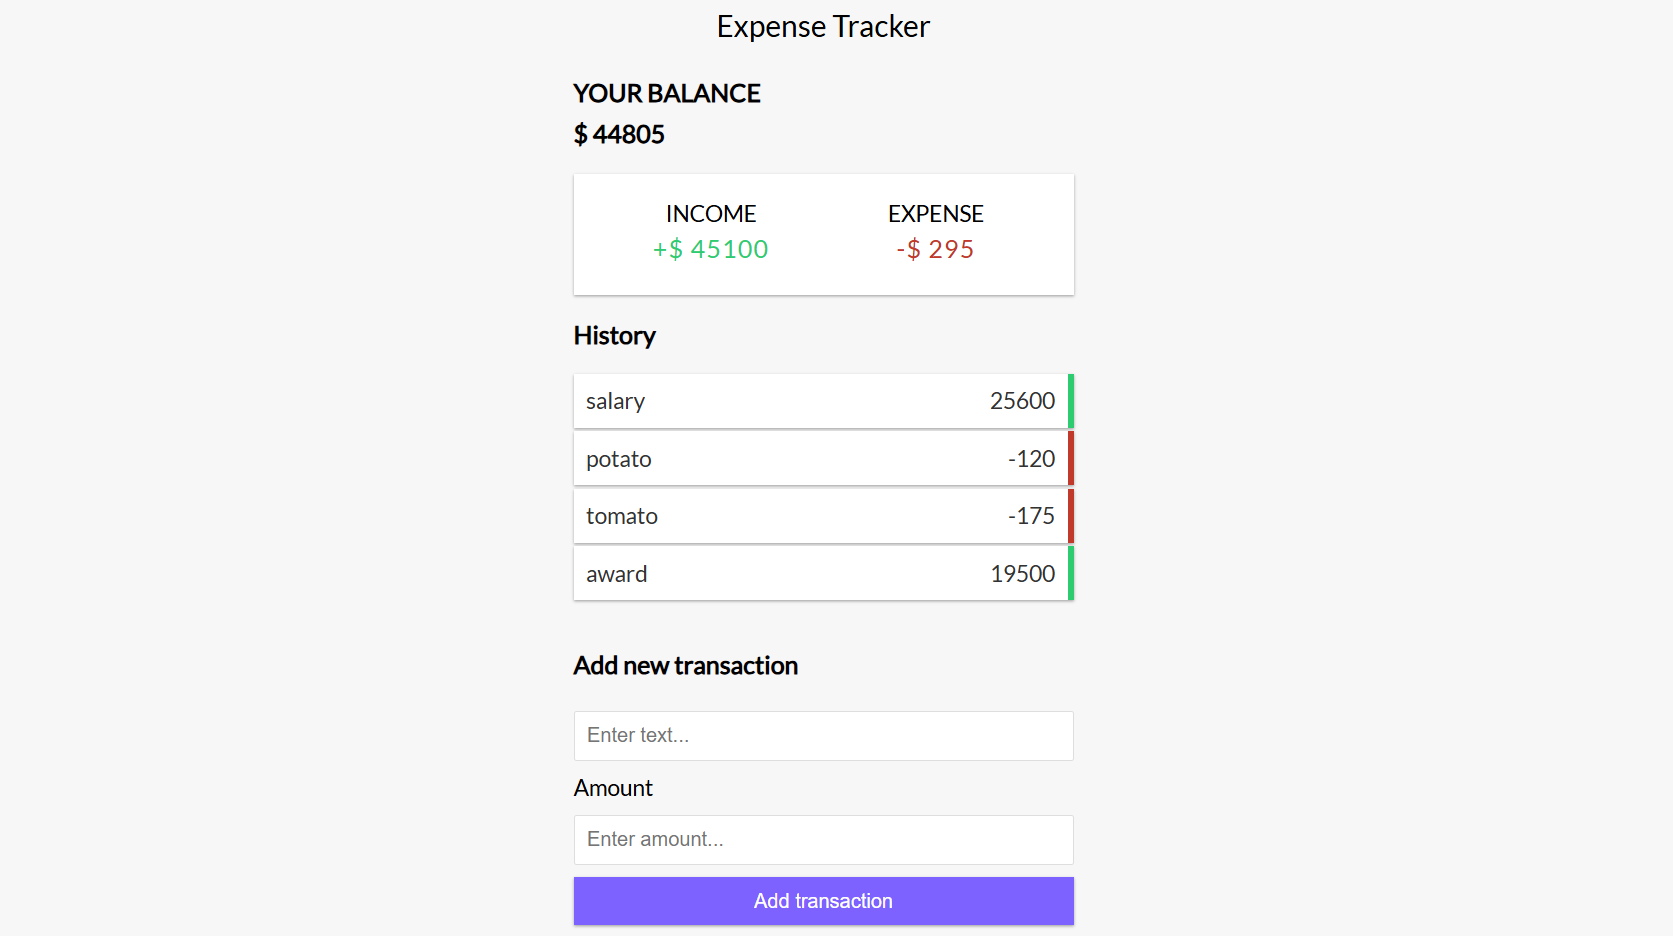 Expense Tracker
YOUR BALANCE
$ 44805
INCOME EXPENSE
+$ 45100 -$ 295
History
salary 25600
potato -120
tomato -175
award 19500
Add new transaction
Enter text...
Amount
Enter amount...
Add transaction